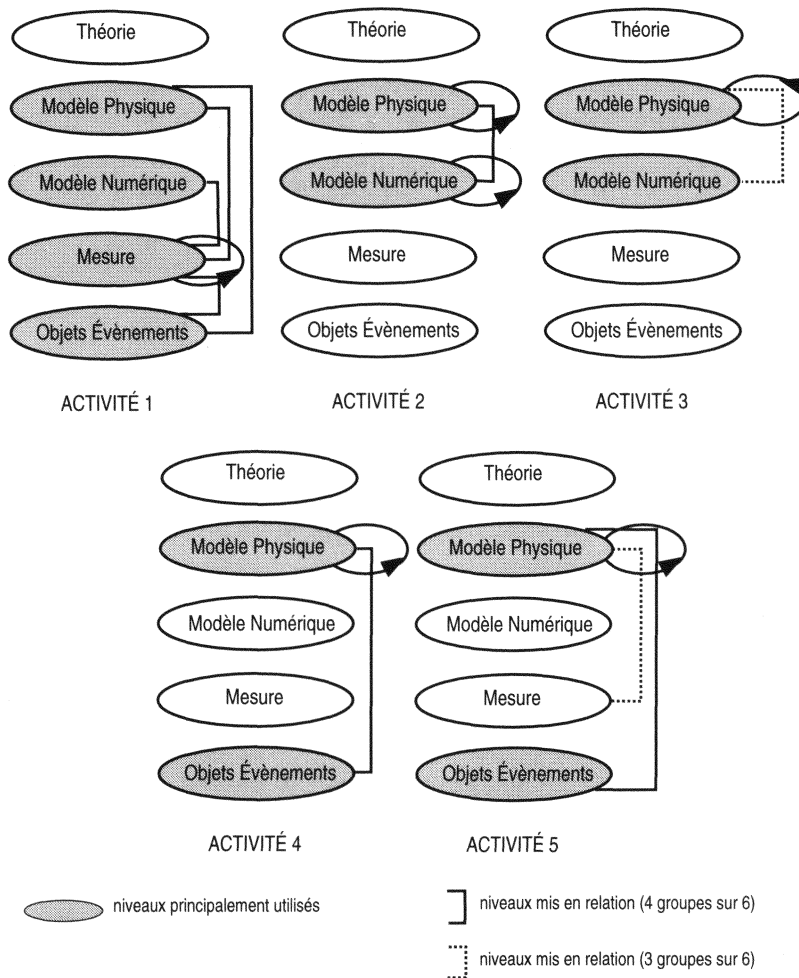 Théorie
Modèle Physique
Modèle Numérique
Mesure
Objets Évènements
ACTIVITÉ 1
Théorie
Modèle Physique
Modèle Numérique
Mesure
Objets Évènements
ACTIVITÉ 2
Théorie
Modèle Physique
Modèle Numérique
Mesure
Objets Évènements
ACTIVITÉ 3
Théorie
Modèle Physique
Modèle Numérique
Mesure
Objets Évènements
ACTIVITÉ 4
Théorie
Modèle Physique
Modèle Numérique
Mesure
Objets Évènements
ACTIVITÉ 5
niveaux principalement utilisés
niveaux mis en relation (4 groupes sur 6)
niveaux mis en relation (3 groupes sur 6)